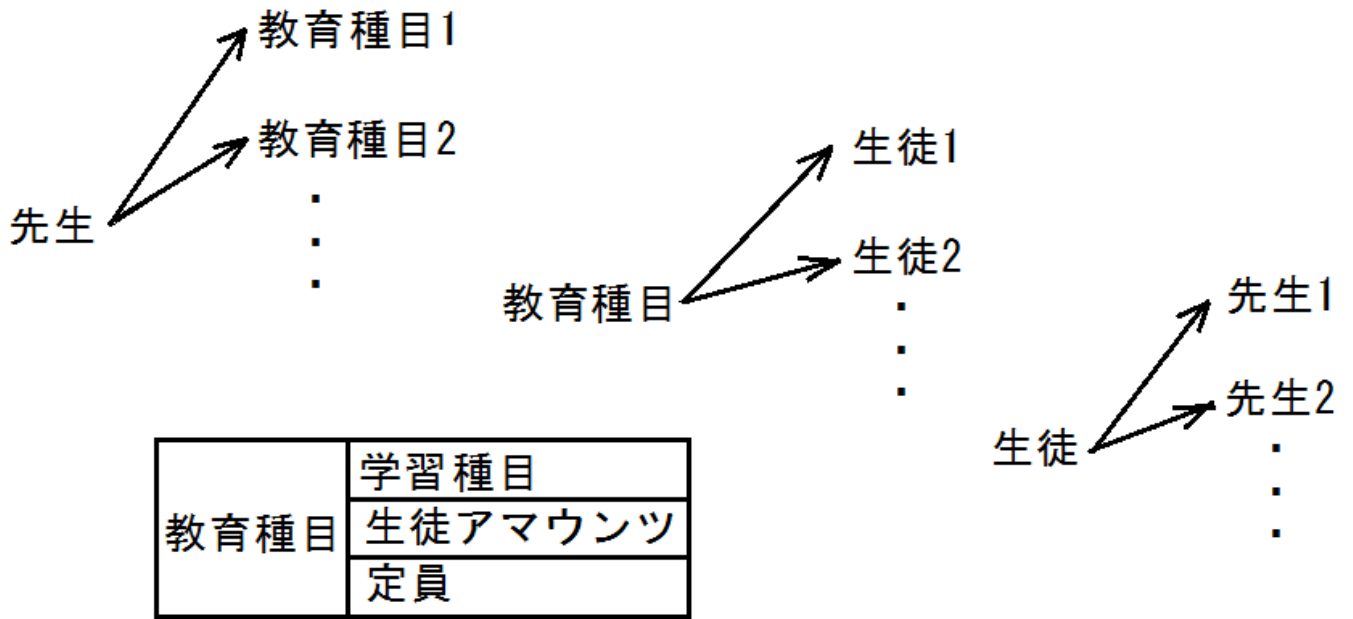 教育種目1
教育種目2
・
・
・
先生
生徒1
生徒2
・
・
・
教育種目
先生1
先生2
・
・
・
生徒
教育種目
学習種目
生徒アマウンツ
定員